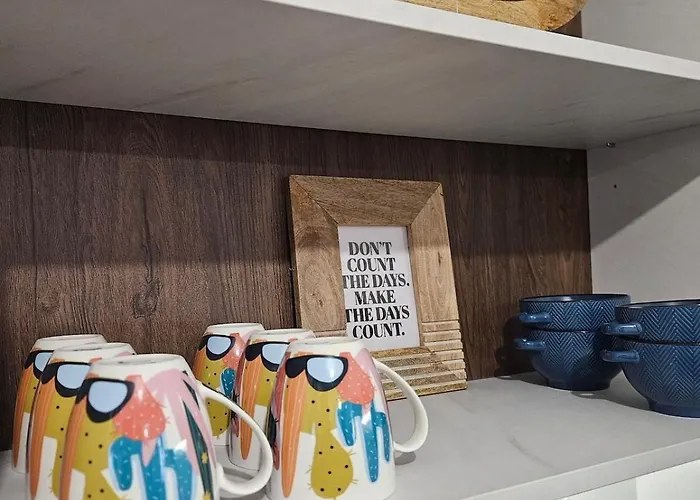 DON'T
COUNT
THE DAYS.
MAKE
THE DAYS
COUNT.